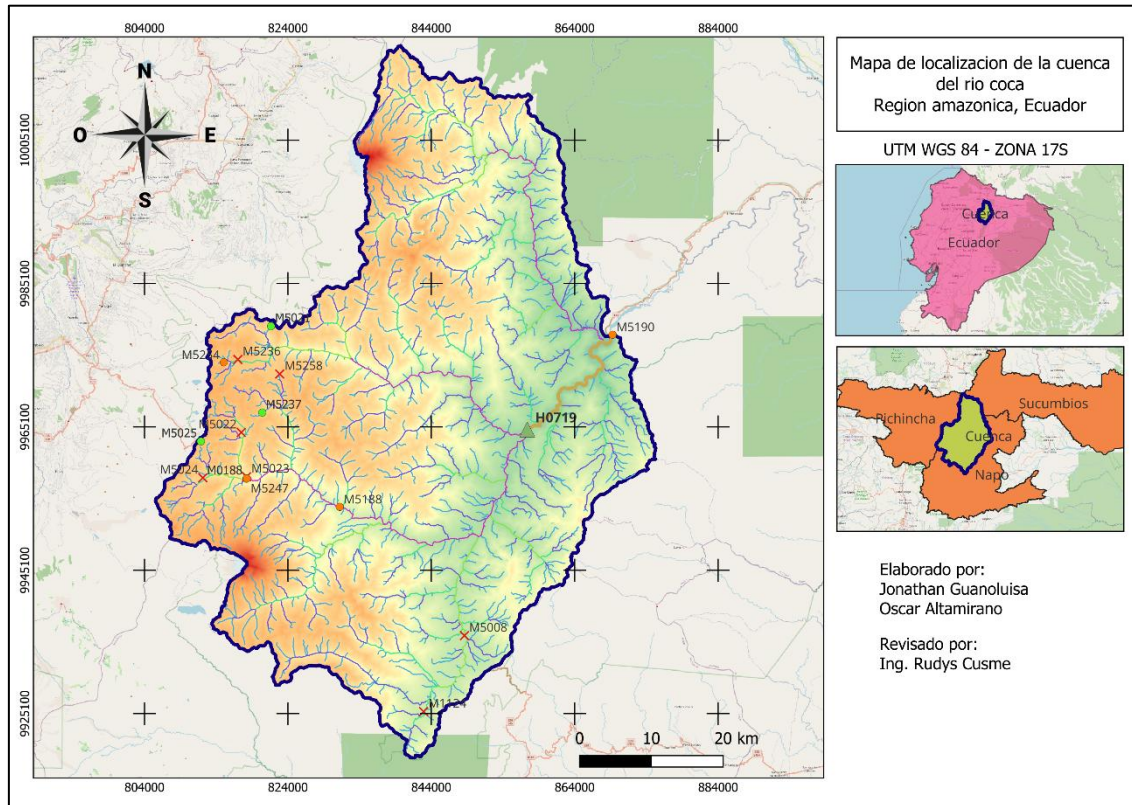 804000 824000 844000 864000 884000
N
O E
S
10005100
9985100
9965100
9945100
9925100
M5021
M5190
M5236
M5258
M5237
H0719
M5022
M5025
M5024 M0188 M5023
M5247
M5188
M5008
M1124
0 10 20 km
804000 824000 844000 864000 884000
Mapa de localizacion de la cuenca
del rio coca
Region amazonica, Ecuador
UTM WGS 84 - ZONA 17S
Cuenca
Ecuador
Sucumbios
Pichincha
Cuenca
Napo
Elaborado por:
Jonathan Guanoluisa
Oscar Altamirano
Revisado por:
Ing. Rudys Cusme